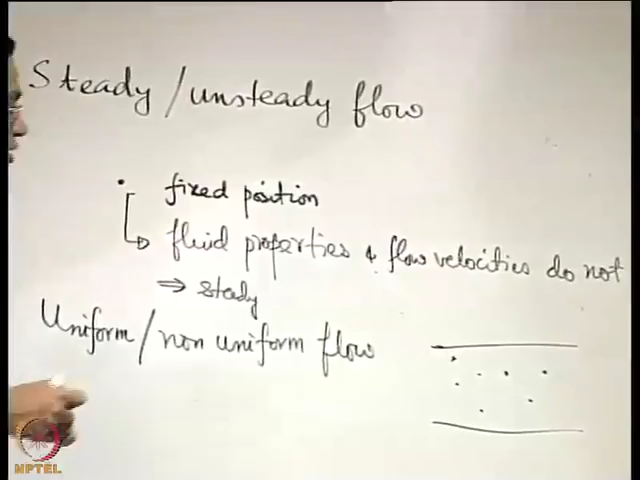 Steady/unsteady flow
fixed position
fluid properties & flow velocities do not
⇒ steady
Uniform/non uniform flow
NPTEL